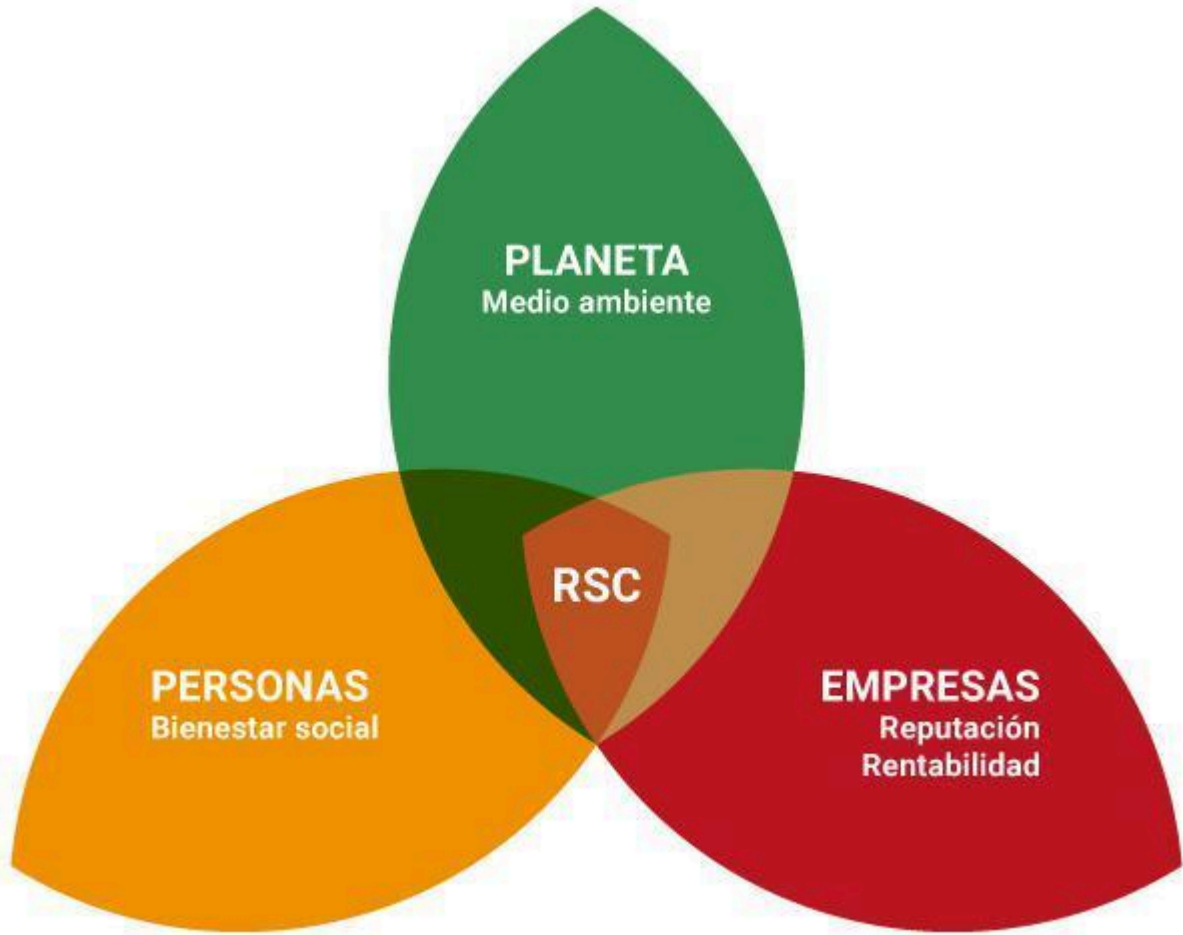 PLANETA
Medio ambiente
RSC
PERSONAS
Bienestar social
EMPRESAS
Reputación
Rentabilidad